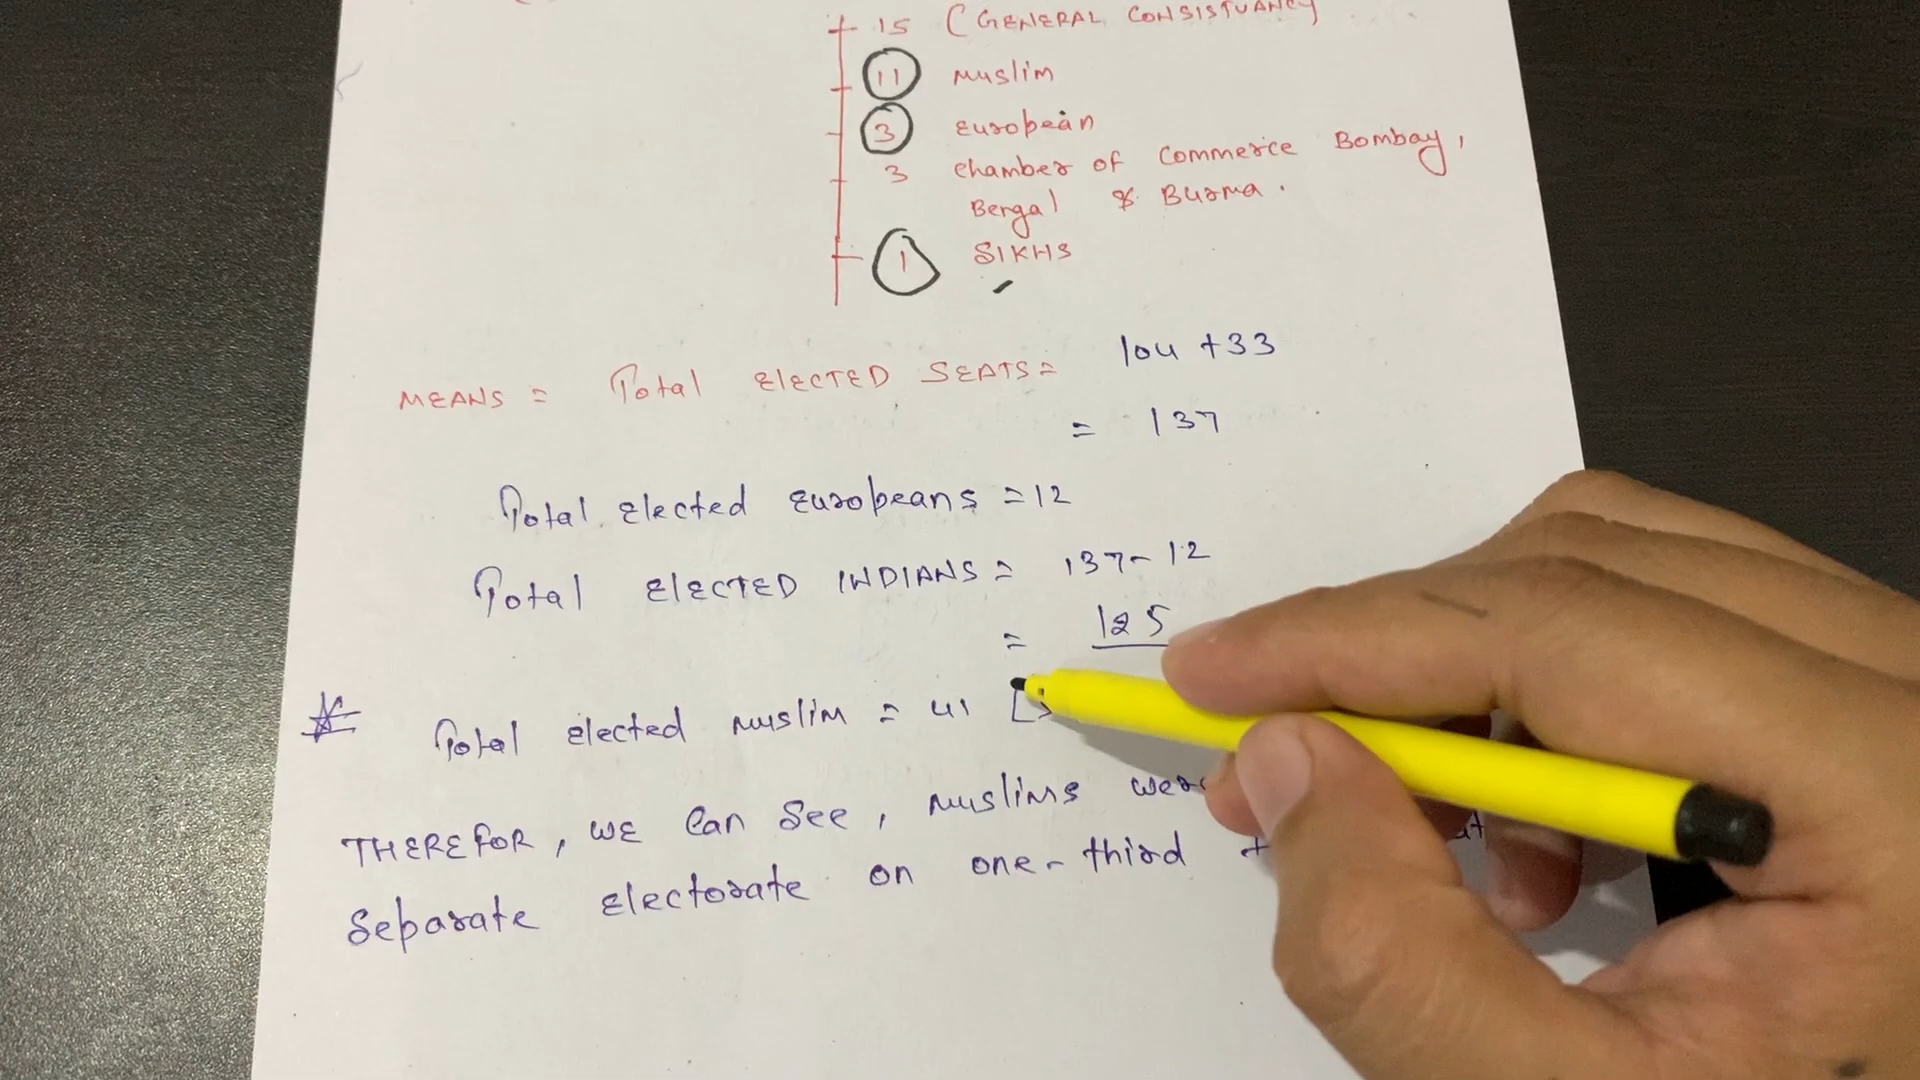 15 (GENERAL CONSISTUANCY
11 Muslim
3 European
3 chamber of Commerce Bombay,
Bergal & Burma.
1 SIKHS
MEANS = Total ElECTED SEATS = 104 + 33
= 137
Total elected Europeans = 12
Total ElECTED INDIANS = 137 - 12
= 125
Total elected Muslim = 41 [
THEREFOR, WE Can See, Muslims
Separate Electorate on one-third